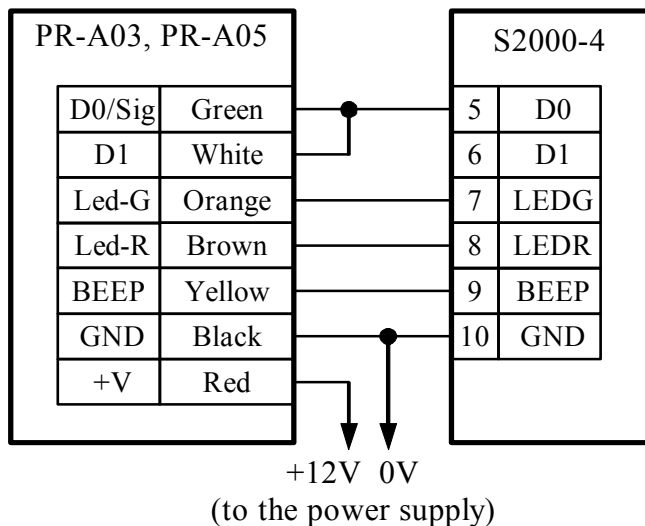 PR-A03, PR-A05 S2000-4
D0/Sig Green 5 D0
D1 White 6 D1
Led-G Orange 7 LEDG
Led-R Brown 8 LEDR
BEEP Yellow 9 BEEP
GND Black 10 GND
+V Red
+12V 0V
(to the power supply)